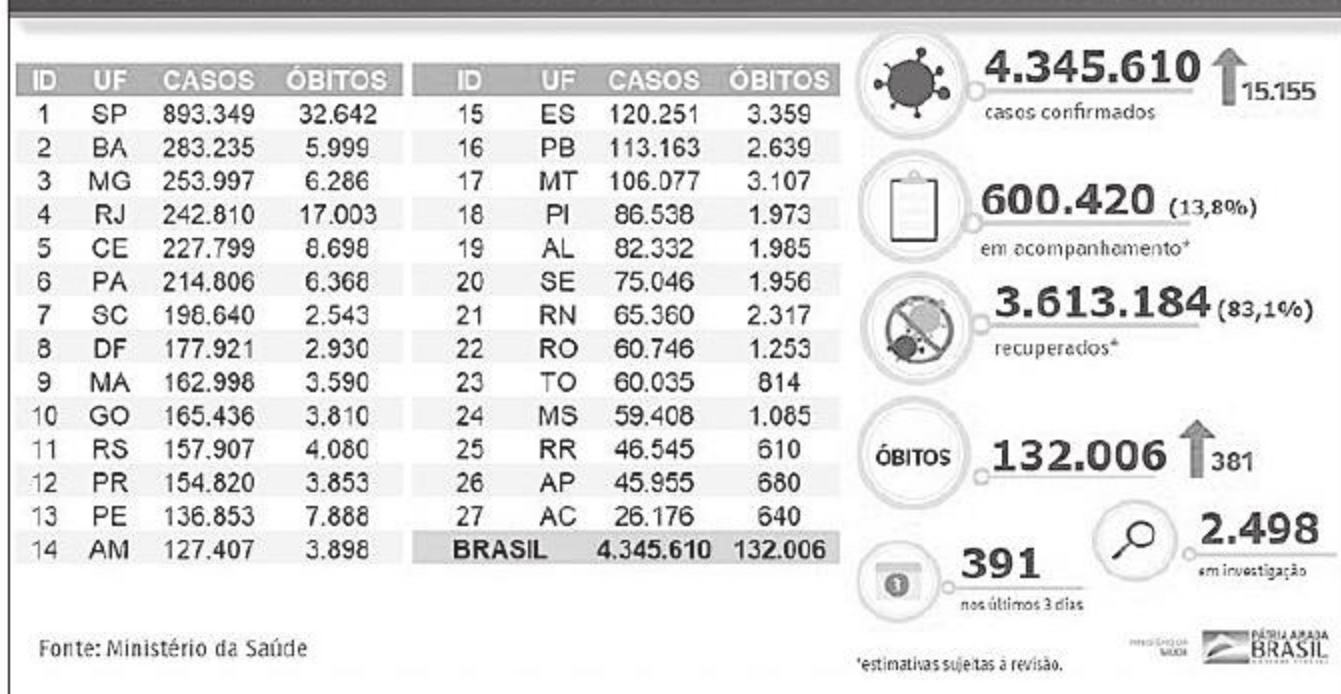 ID UF CASOS ÓBITOS ID UF CASOS ÓBITOS
1 SP 893.349 32.642 15 ES 120.251 3.359
2 BA 283.235 5.999 16 PB 113.163 2.639
3 MG 253.997 6.286 17 MT 106.077 3.107
4 RJ 242.810 17.003 18 PI 86.538 1.973
5 CE 227.799 8.698 19 AL 82.332 1.985
6 PA 214.806 6.368 20 SE 75.046 1.956
7 SC 198.640 2.543 21 RN 65.360 2.317
8 DF 177.921 2.930 22 RO 60.746 1.253
9 MA 162.998 3.590 23 TO 60.035 814
10 GO 165.436 3.810 24 MS 59.408 1.085
11 RS 157.907 4.080 25 RR 46.545 610
12 PR 154.820 3.853 26 AP 45.955 680
13 PE 136.853 7.888 27 AC 26.176 640
14 AM 127.407 3.898 BRASIL 4.345.610 132.006
4.345.610 15.155
casos confirmados
600.420 (13,8%)
em acompanhamento*
3.613.184 (83,1%)
recuperados*
ÓBITOS 132.006 381
391
nos últimos 3 dias
2.498
em investigação
Fonte: Ministério da Saúde
*estimativas sujeitas à revisão.
MINISTÉRIO DA SAÚDE
PÁTRIA AMADA
BRASIL